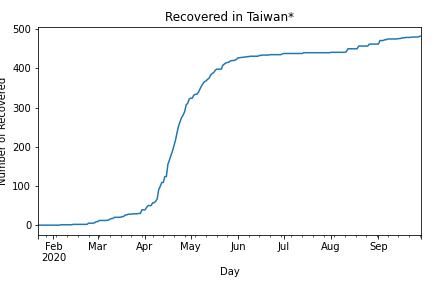 Recovered in Taiwan*
Number of Recovered
500
400
300
200
100
0
Feb Mar Apr May Jun Jul Aug Sep
2020
Day